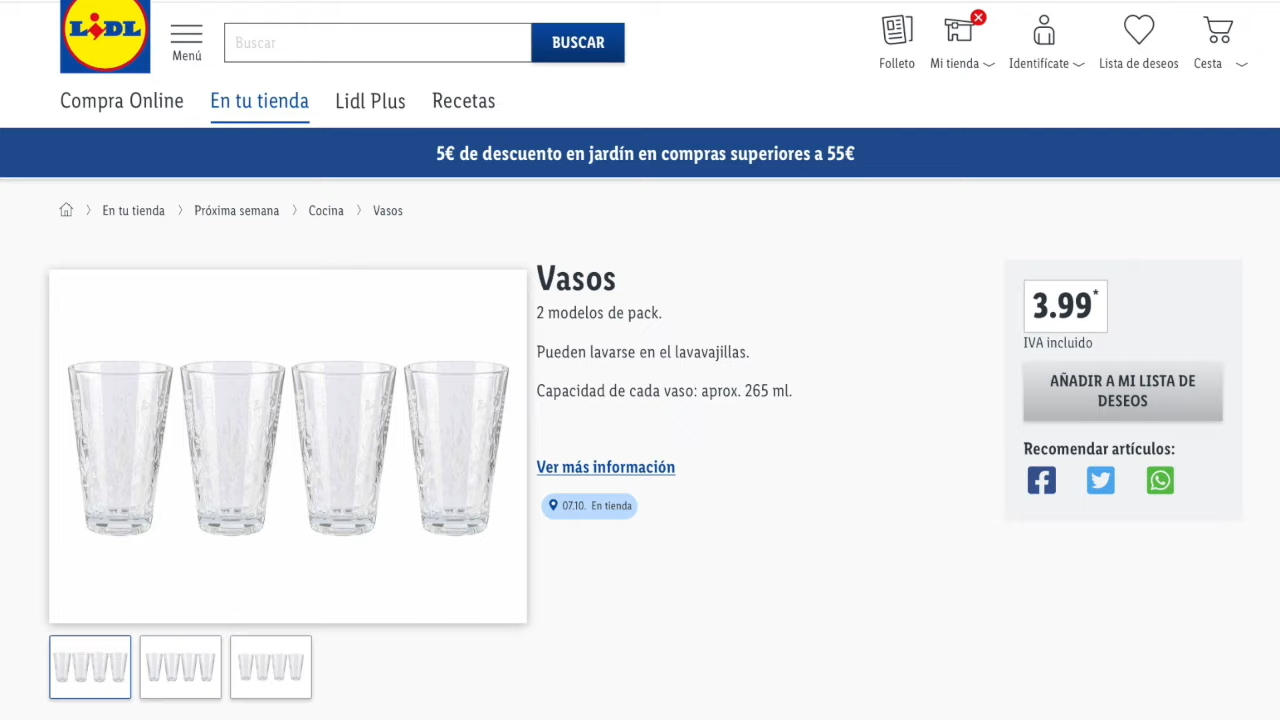 LIDL
Menú
Buscar
BUSCAR
Folleto
Mi tienda
Identifícate
Lista de deseos
Cesta
Compra Online
En tu tienda
Lidl Plus
Recetas
5€ de descuento en jardín en compras superiores a 55€
En tu tienda
Próxima semana
Cocina
Vasos
Vasos
2 modelos de pack.
Pueden lavarse en el lavavajillas.
Capacidad de cada vaso: aprox. 265 ml.
Ver más información
07.10. En tienda
3.99*
IVA incluido
AÑADIR A MI LISTA DE
DESEOS
Recomendar artículos: